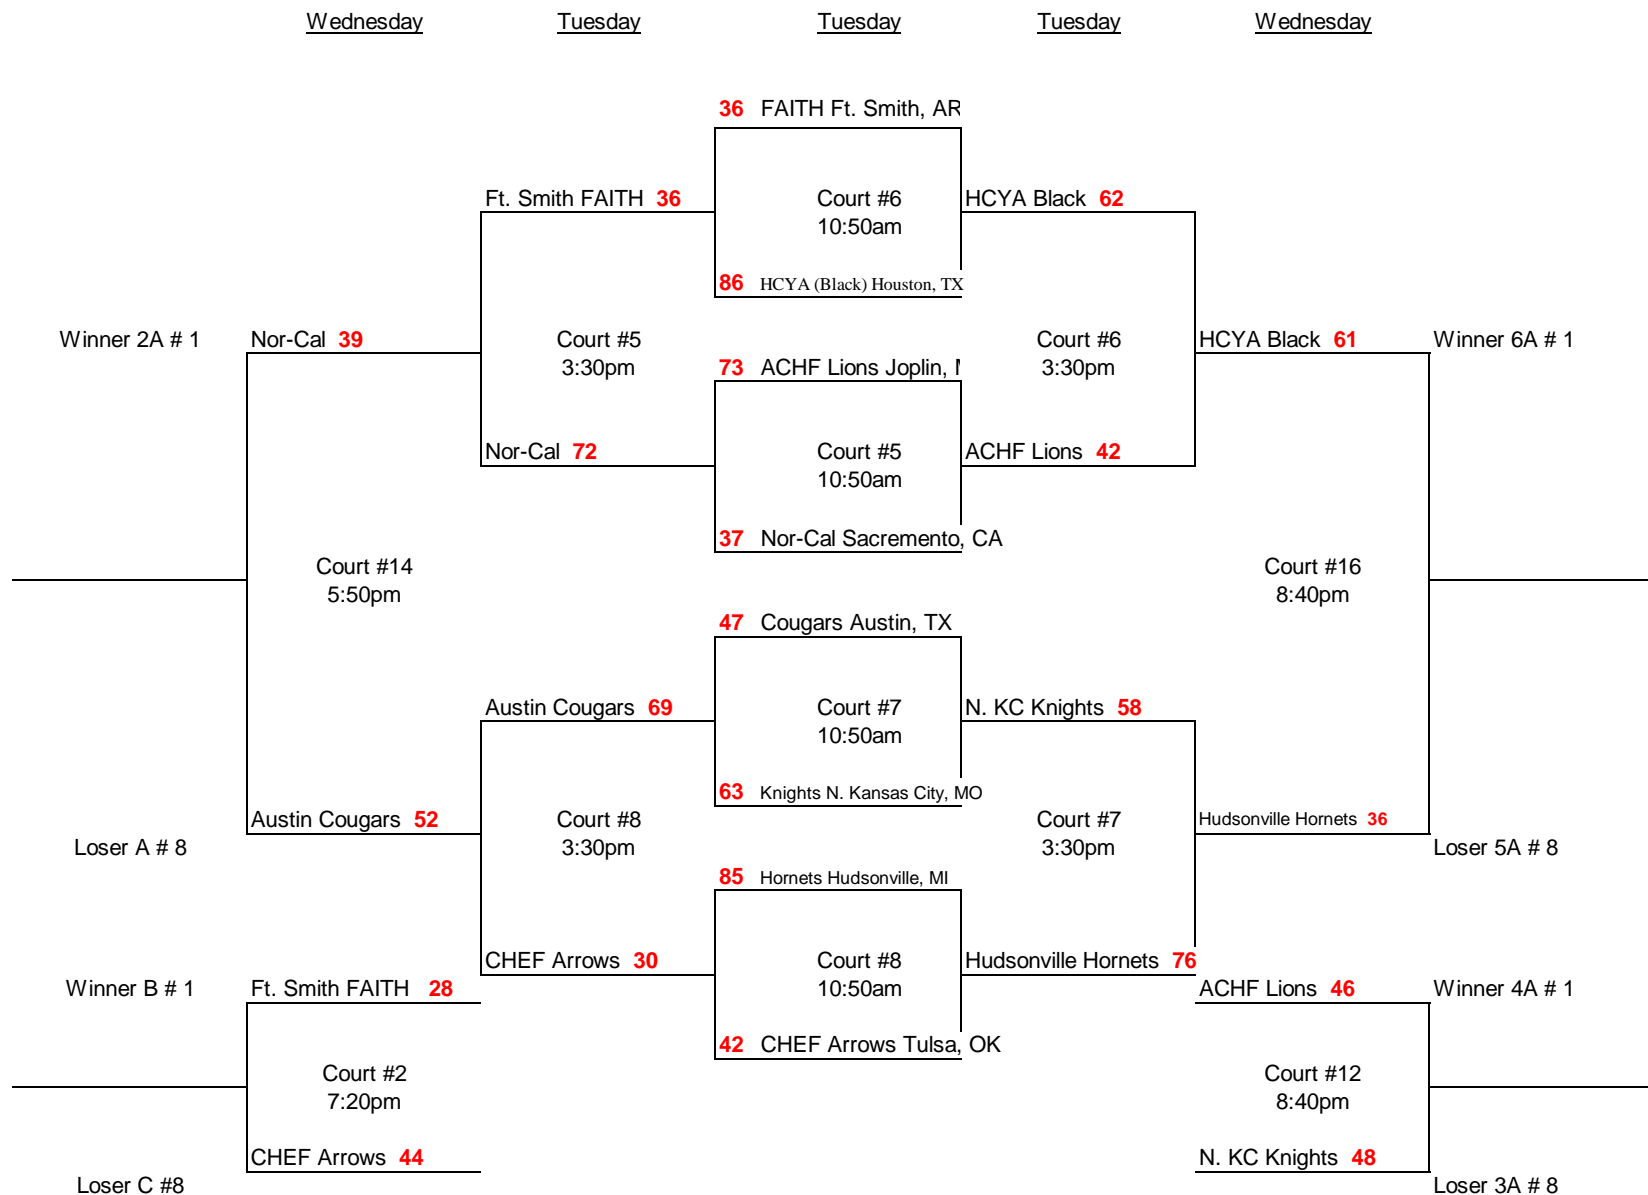 Wednesday Tuesday Tuesday Tuesday Wednesday
36 FAITH Ft. Smith, AR
Ft. Smith FAITH 36 Court #6 HCYA Black 62
10:50am
86 HCYA (Black) Houston, TX
Winner 2A # 1 Nor-Cal 39 Court #5 Court #6 HCYA Black 61 Winner 6A # 1
3:30pm 73 ACHF Lions Joplin, 3:30pm
Nor-Cal 72 Court #5 ACHF Lions 42
10:50am
37 Nor-Cal Sacremento, CA
Court #14 Court #16
5:50pm 8:40pm
47 Cougars Austin, TX
Austin Cougars 69 Court #7 N. KC Knights 58
10:50am
63 Knights N. Kansas City, MO
Austin Cougars 52 Court #8 Court #7 Hudsonville Hornets 36
Loser A # 8 3:30pm 3:30pm Loser 5A # 8
85 Hornets Hudsonville, MI
CHEF Arrows 30 Court #8 Hudsonville Hornets 76
Winner B # 1 Ft. Smith FAITH 28 10:50am ACHF Lions 46 Winner 4A # 1
42 CHEF Arrows Tulsa, OK
Court #2 Court #12
7:20pm 8:40pm
CHEF Arrows 44 N. KC Knights 48
Loser C #8 Loser 3A # 8